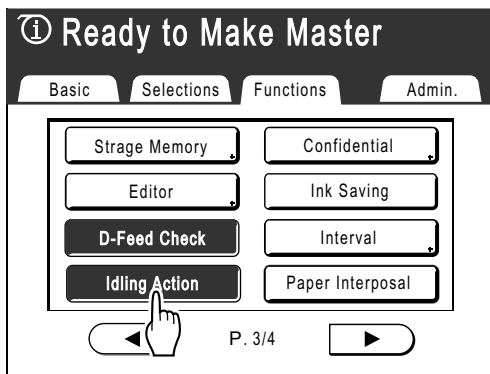 Ready to Make Master
Basic Selections Functions Admin.
Strage Memory Confidential
Editor Ink Saving
D-Feed Check Interval
Idling Action Paper Interposal
P. 3/4